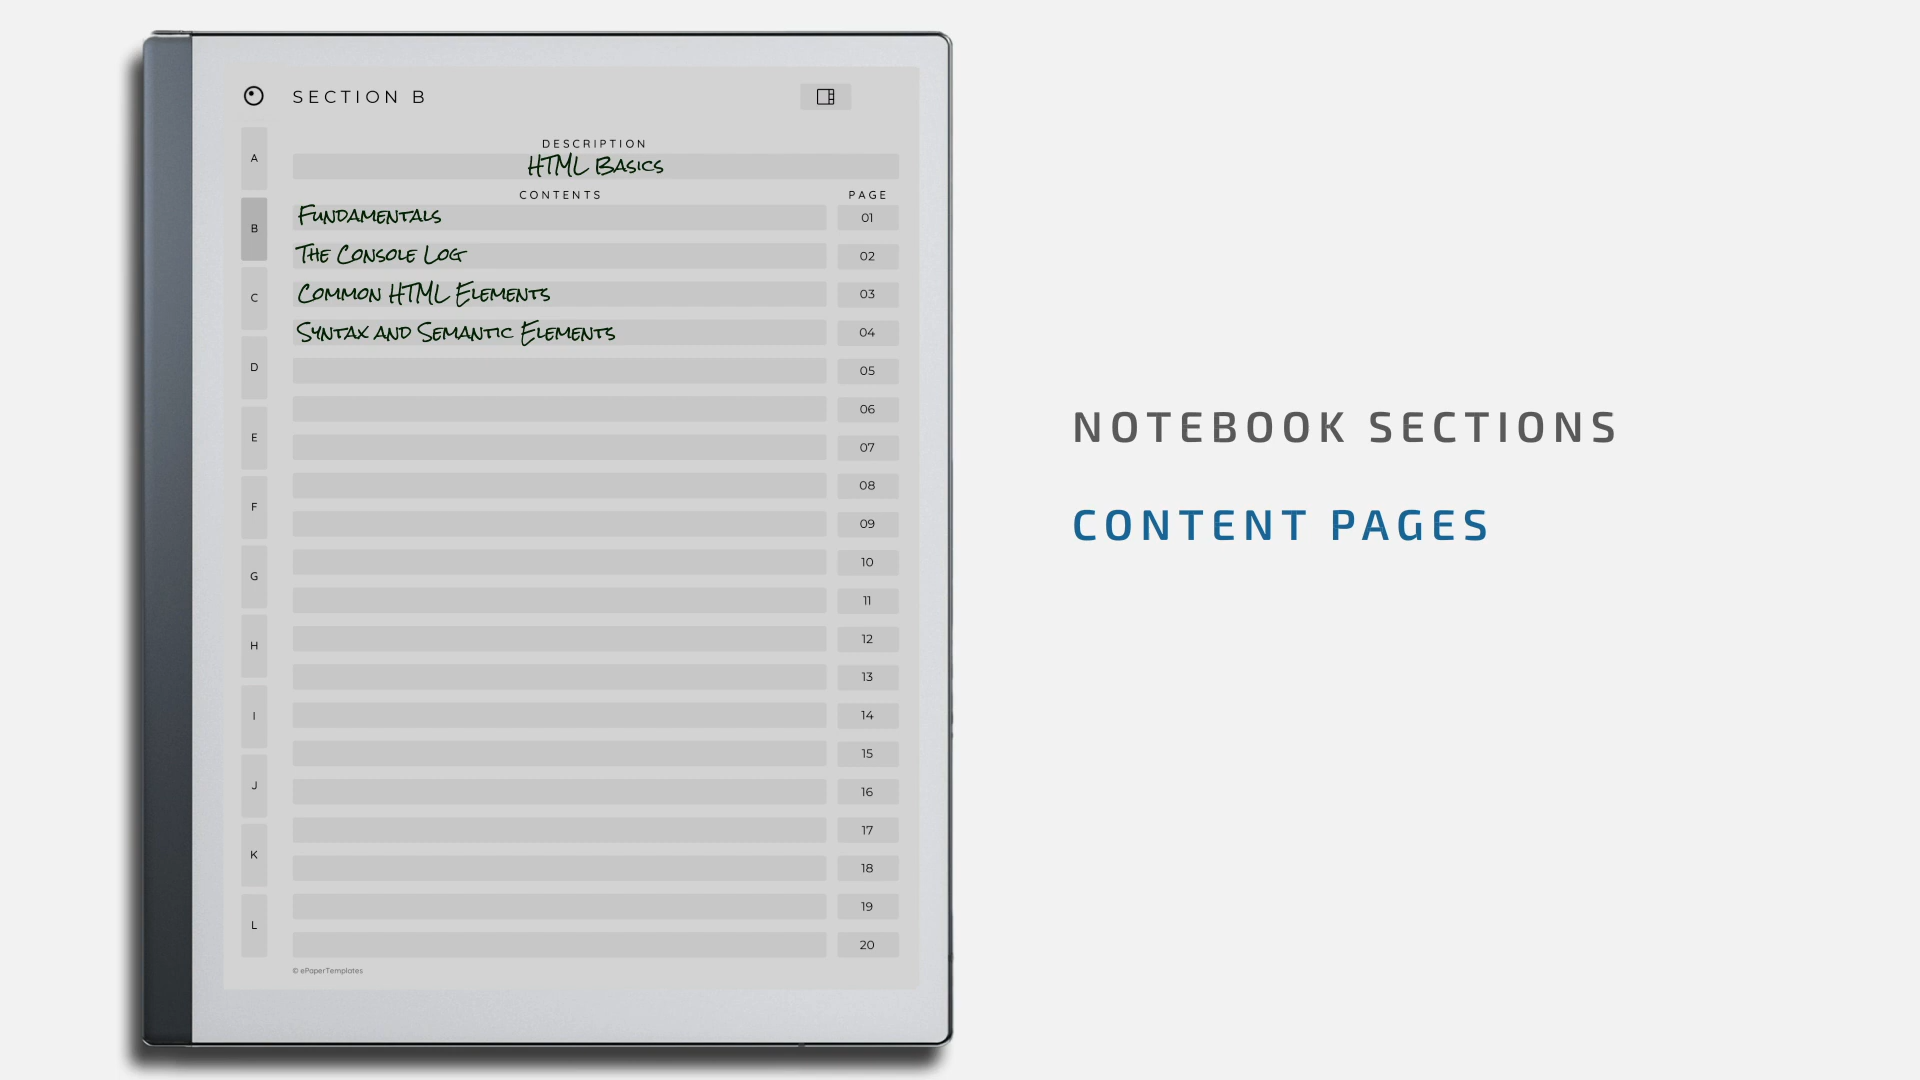 SECTION B
DESCRIPTION
HTML Basics
CONTENTS PAGE
Fundamentals 01
The Console Log 02
Common HTML Elements 03
Syntax and Semantic Elements 04
05
06
07
08
09
10
11
12
13
14
15
16
17
18
19
20
A
B
C
D
E
F
G
H
I
J
K
L
© ePaperTemplates
NOTEBOOK SECTIONS
CONTENT PAGES